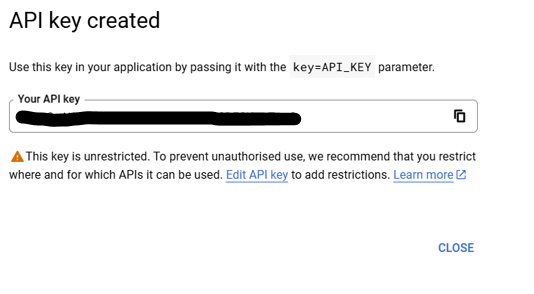 API key created
Use this key in your application by passing it with the key=API_KEY parameter.
Your API key
This key is unrestricted. To prevent unauthorised use, we recommend that you restrict
where and for which APIs it can be used. Edit API key to add restrictions. Learn more
CLOSE